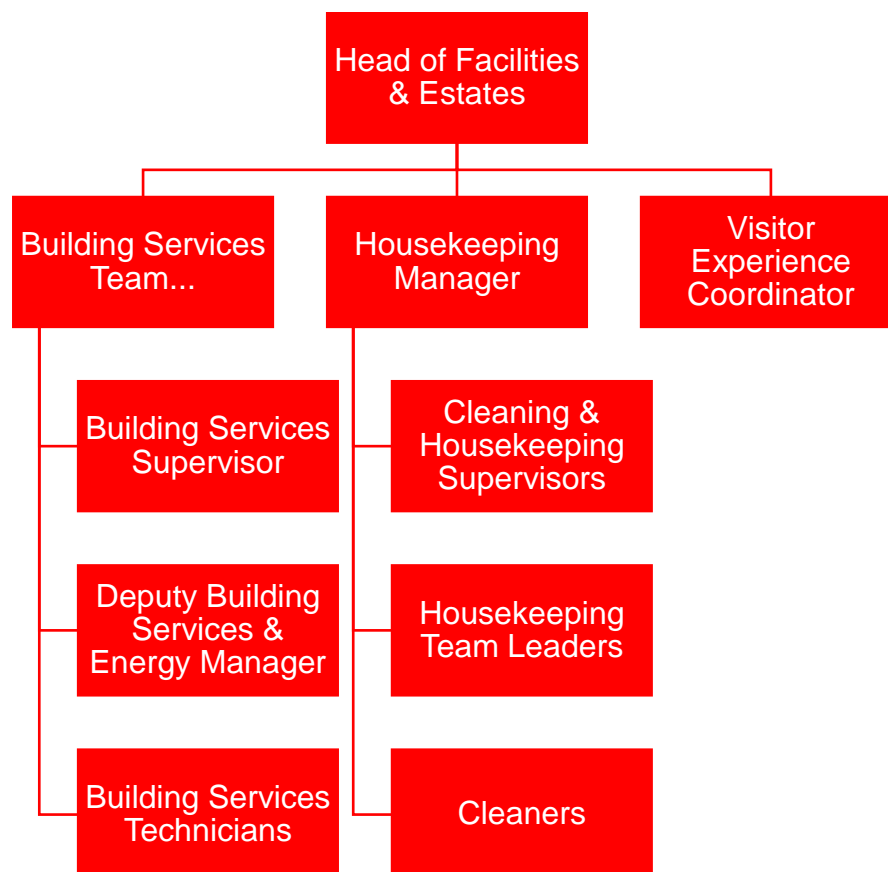 Head of Facilities
& Estates
Building Services
Team...
Housekeeping
Manager
Visitor
Experience
Coordinator
Building Services
Supervisor
Cleaning &
Housekeeping
Supervisors
Deputy Building
Services &
Energy Manager
Housekeeping
Team Leaders
Building Services
Technicians
Cleaners